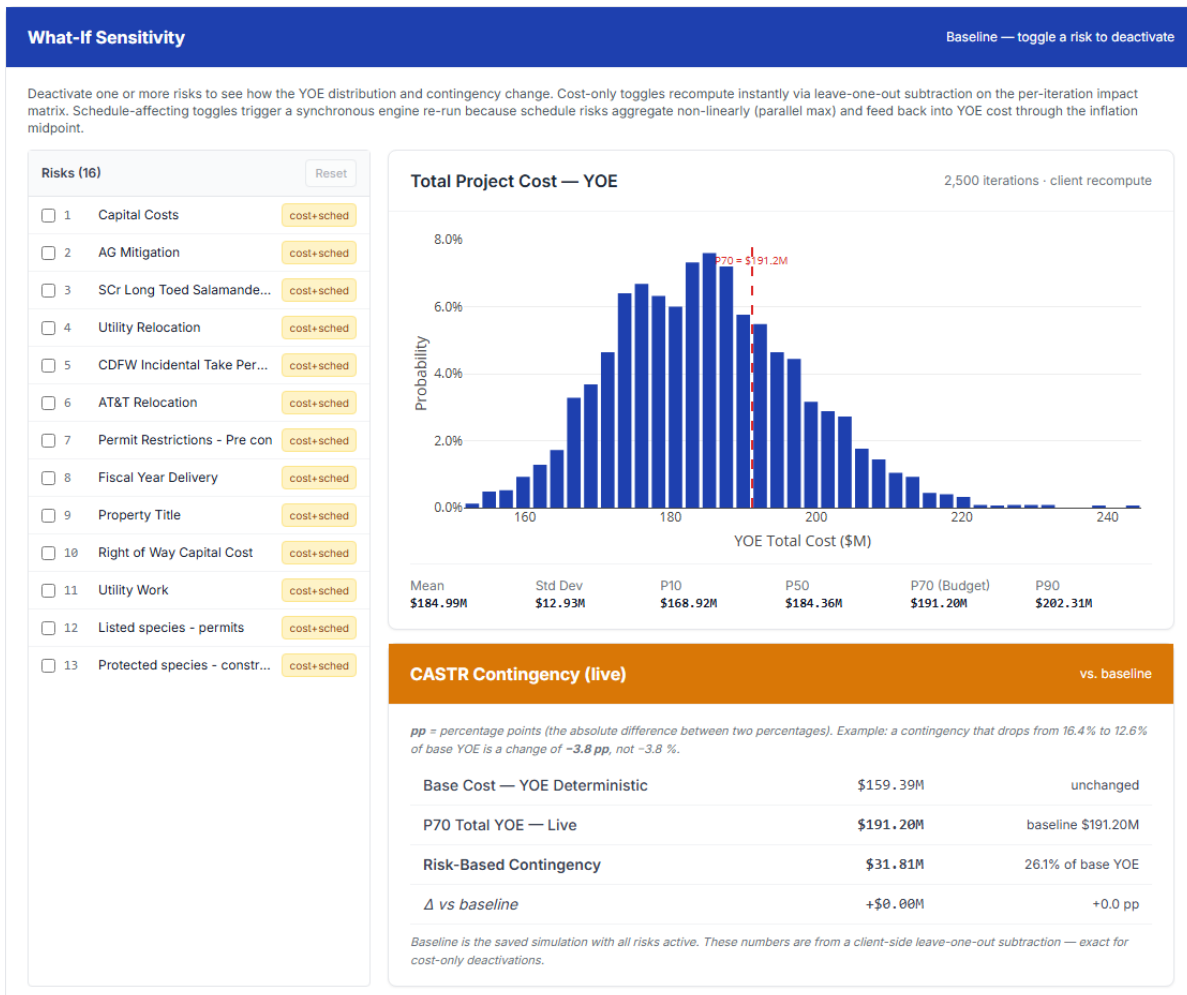 What-If Sensitivity
Baseline — toggle a risk to deactivate
Deactivate one or more risks to see how the YOE distribution and contingency change. Cost-only toggles recompute instantly via leave-one-out subtraction on the per-iteration impact
matrix. Schedule-affecting toggles trigger a synchronous engine re-run because schedule risks aggregate non-linearly (parallel max) and feed back into YOE cost through the inflation
midpoint.
Risks (16)
Reset
1 Capital Costs cost+sched
2 AG Mitigation cost+sched
3 SCr Long Toed Salamande... cost+sched
4 Utility Relocation cost+sched
5 CDFW Incidental Take Per... cost+sched
6 AT&T Relocation cost+sched
7 Permit Restrictions - Pre con cost+sched
8 Fiscal Year Delivery cost+sched
9 Property Title cost+sched
10 Right of Way Capital Cost cost+sched
11 Utility Work cost+sched
12 Listed species - permits cost+sched
13 Protected species - constr... cost+sched
Total Project Cost — YOE
2,500 iterations · client recompute
8.0%
P70 = $191.2M
6.0%
Probability
4.0%
2.0%
0.0%
160 180 200 220 240
YOE Total Cost ($M)
Mean Std Dev P10 P50 P70 (Budget) P90
$184.99M $12.93M $168.92M $184.36M $191.20M $202.31M
CASTR Contingency (live)
vs. baseline
pp = percentage points (the absolute difference between two percentages). Example: a contingency that drops from 16.4% to 12.6%
of base YOE is a change of −3.8 pp, not −3.8 %.
Base Cost — YOE Deterministic $159.39M unchanged
P70 Total YOE — Live $191.20M baseline $191.20M
Risk-Based Contingency $31.81M 26.1% of base YOE
Δ vs baseline +$0.00M +0.0 pp
Baseline is the saved simulation with all risks active. These numbers are from a client-side leave-one-out subtraction — exact for
cost-only deactivations.